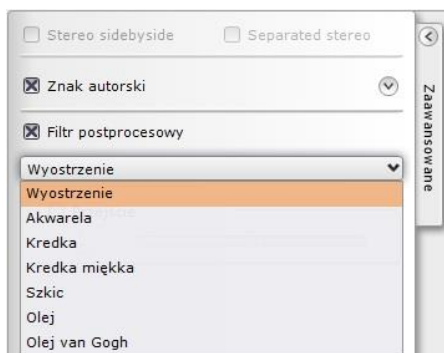 Stereo sidebyside Separated stereo
Znak autorski
Filtr postprocesowy
Wyostrzenie
Wyostrzenie
Akwarela
Kredka
Kredka miękka
Szkic
Olej
Olej van Gogh
Zaawansowane